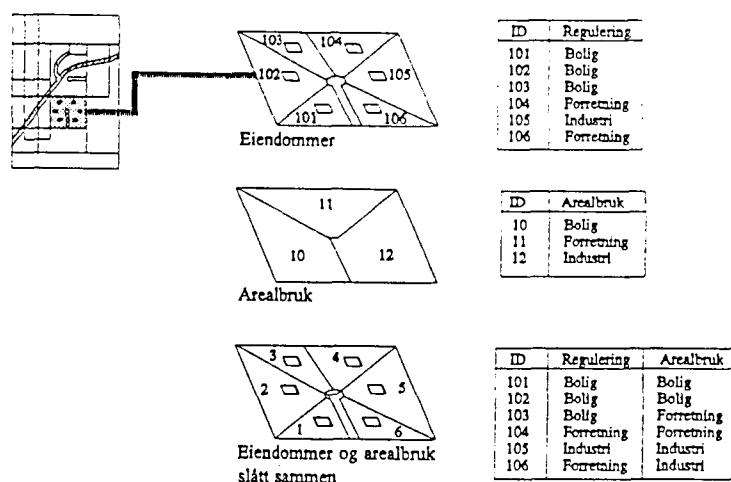 103
104
102
105
101
106
Eiendommer
ID Regulering
101 Bolig
102 Bolig
103 Bolig
104 Forretning
105 Industri
106 Forretning
11
10
12
Arealbruk
ID Arealbruk
10 Bolig
11 Forretning
12 Industri
3
4
2
5
1
6
Eiendommer og arealbruk
slått sammen
ID Regulering Arealbruk
101 Bolig Bolig
102 Bolig Bolig
103 Bolig Forretning
104 Forretning Forretning
105 Industri Industri
106 Forretning Industri